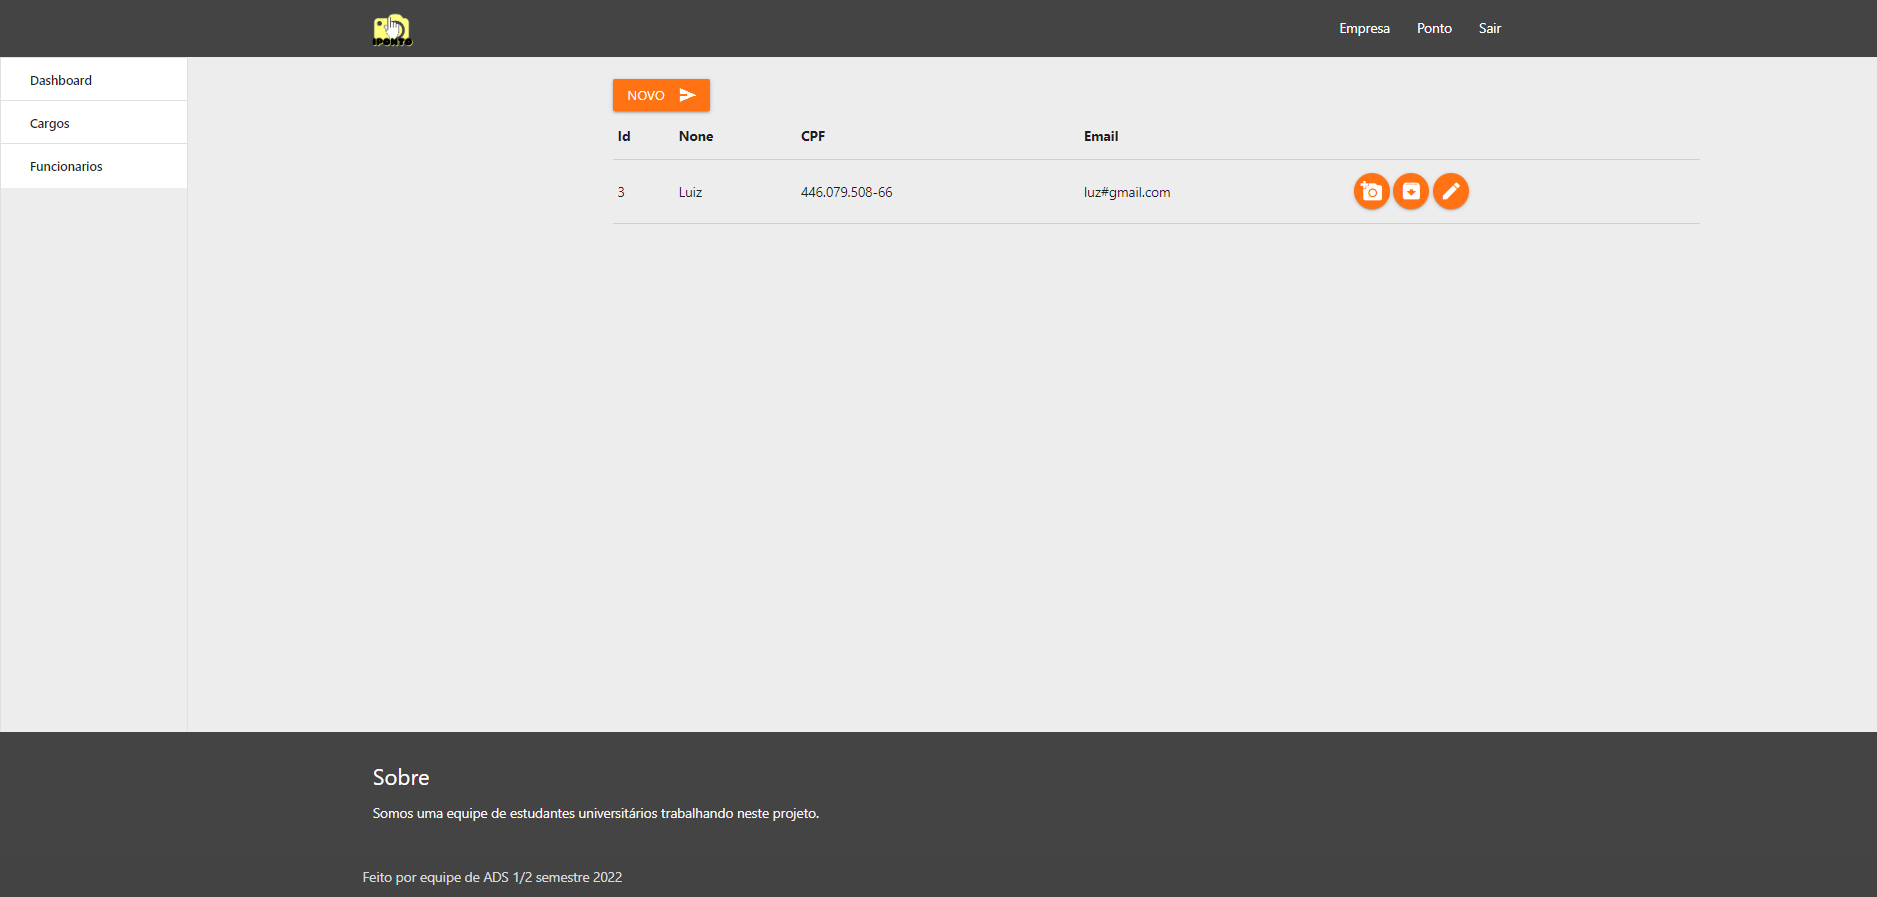 IPONTO
Empresa Ponto Sair
Dashboard
Cargos
Funcionarios
NOVO
Id None CPF Email
3 Luiz 446.079.508-66 luz#gmail.com
Sobre
Somos uma equipe de estudantes universitários trabalhando neste projeto.
Feito por equipe de ADS 1/2 semestre 2022